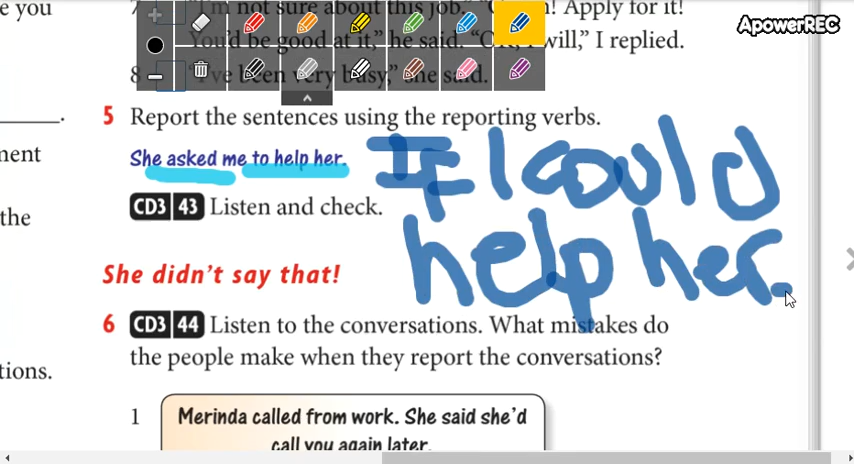 e you
7 "I'm not sure about this job." ! Apply for it!
You'd be good at it," he said. "OK, I will," I replied.
8 "I've been very busy," she said.
ApowerREC
5 Report the sentences using the reporting verbs.
ment
She asked me to help her.
If I could
help her.
CD3 43 Listen and check.
the
She didn't say that!
6 CD3 44 Listen to the conversations. What mistakes do
the people make when they report the conversations?
tions.
1 Merinda called from work. She said she'd
call you again later.